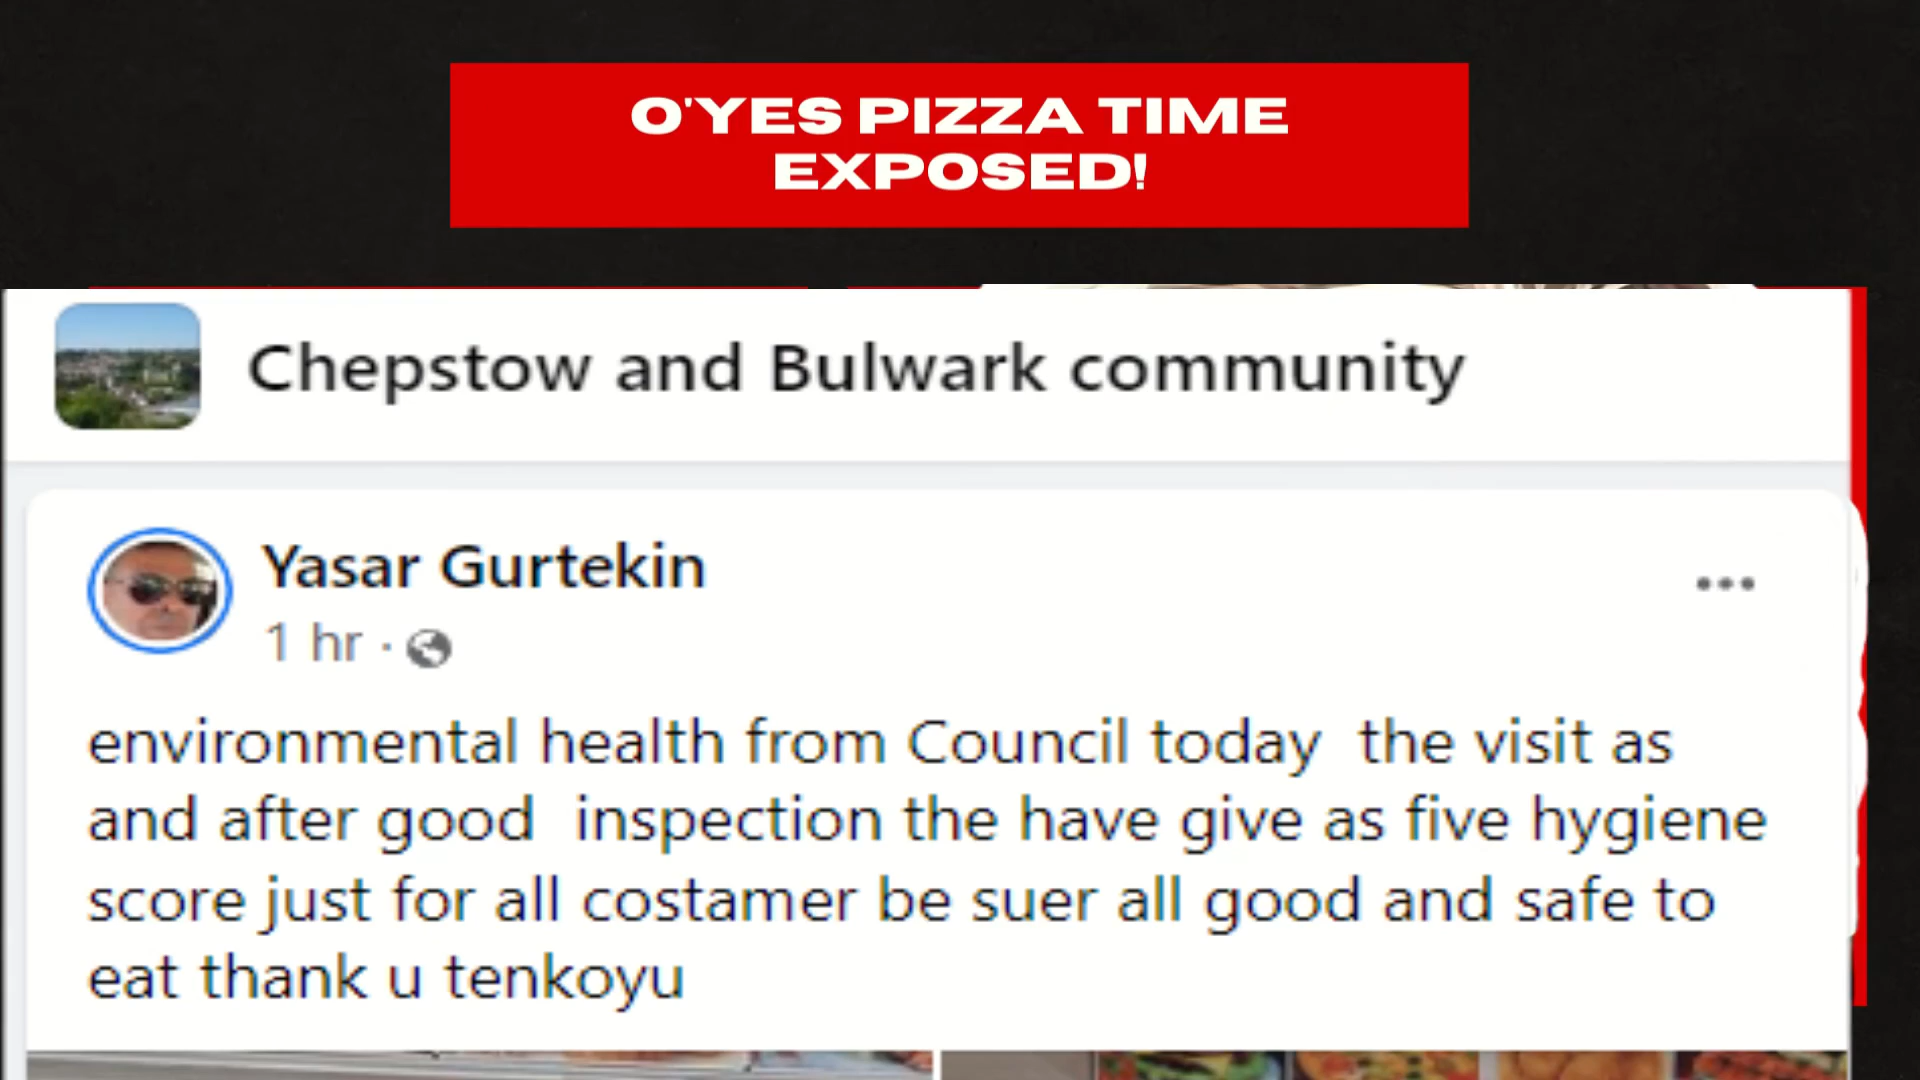 O'YES PIZZA TIME
EXPOSED!
Chepstow and Bulwark community
Yasar Gurtekin
1 hr ·
environmental health from Council today  the visit as
and after good  inspection the have give as five hygiene
score just for all costamer be suer all good and safe to
eat thank u tenkoyu